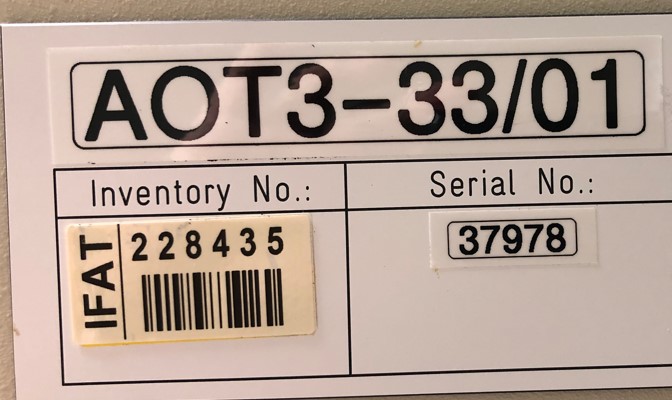 AOT3-33/01
Inventory No.: Serial No.:
IFAT 228435 37978